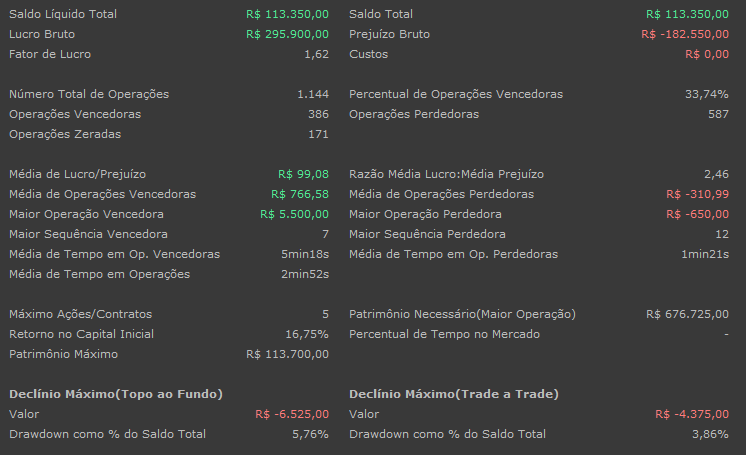 Saldo Líquido Total R$ 113.350,00 Saldo Total R$ 113.350,00
Lucro Bruto R$ 295.900,00 Prejuízo Bruto R$ -182.550,00
Fator de Lucro 1,62 Custos R$ 0,00
Número Total de Operações 1.144 Percentual de Operações Vencedoras 33,74%
Operações Vencedoras 386 Operações Perdedoras 587
Operações Zeradas 171
Média de Lucro/Prejuízo R$ 99,08 Razão Média Lucro:Média Prejuízo 2,46
Média de Operações Vencedoras R$ 766,58 Média de Operações Perdedoras R$ -310,99
Maior Operação Vencedora R$ 5.500,00 Maior Operação Perdedora R$ -650,00
Maior Sequência Vencedora 7 Maior Sequência Perdedora 12
Média de Tempo em Op. Vencedoras 5min18s Média de Tempo em Op. Perdedoras 1min21s
Média de Tempo em Operações 2min52s
Máximo Ações/Contratos 5 Patrimônio Necessário(Maior Operação) R$ 676.725,00
Retorno no Capital Inicial 16,75% Percentual de Tempo no Mercado -
Patrimônio Máximo R$ 113.700,00
Declínio Máximo(Topo ao Fundo) Declínio Máximo(Trade a Trade)
Valor R$ -6.525,00 Valor R$ -4.375,00
Drawdown como % do Saldo Total 5,76% Drawdown como % do Saldo Total 3,86%